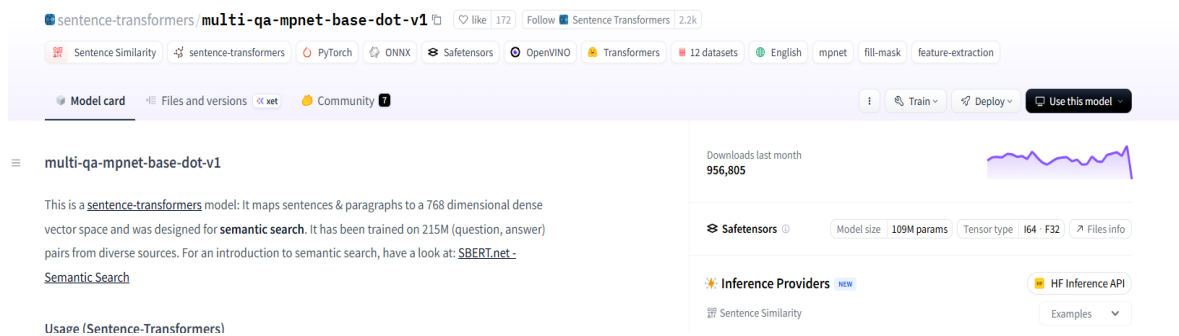 sentence-transformers/multi-qa-mpnet-base-dot-v1 like 172 Follow Sentence Transformers 2.2k
Sentence Similarity sentence-transformers PyTorch ONNX Safetensors OpenVINO Transformers 12 datasets English mpnet fill-mask feature-extraction
Model card Files and versions xet Community 7 Train Deploy Use this model
multi-qa-mpnet-base-dot-v1
This is a sentence-transformers model: It maps sentences & paragraphs to a 768 dimensional dense
vector space and was designed for semantic search. It has been trained on 215M (question, answer)
pairs from diverse sources. For an introduction to semantic search, have a look at: SBERT.net -
Semantic Search
Usage (Sentence-Transformers)
Downloads last month
956,805
Safetensors Model size 109M params Tensor type I64 · F32 Files info
Inference Providers NEW HF Inference API
Sentence Similarity Examples